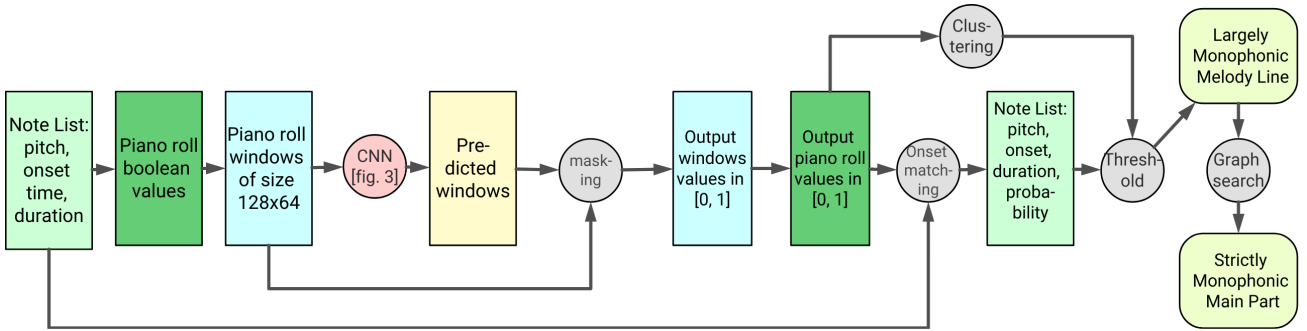 Note List:
pitch,
onset
time,
duration
Piano roll
boolean
values
Piano roll
windows
of size
128x64
CNN
[fig. 3]
Pre-
dicted
windows
mask-
ing
Output
windows
values in
[0, 1]
Output
piano roll
values in
[0, 1]
Clus-
tering
Onset
match-
ing
Note List:
pitch,
onset,
duration,
proba-
bility
Thresh-
old
Largely
Monophonic
Melody Line
Graph
search
Strictly
Monophonic
Main Part